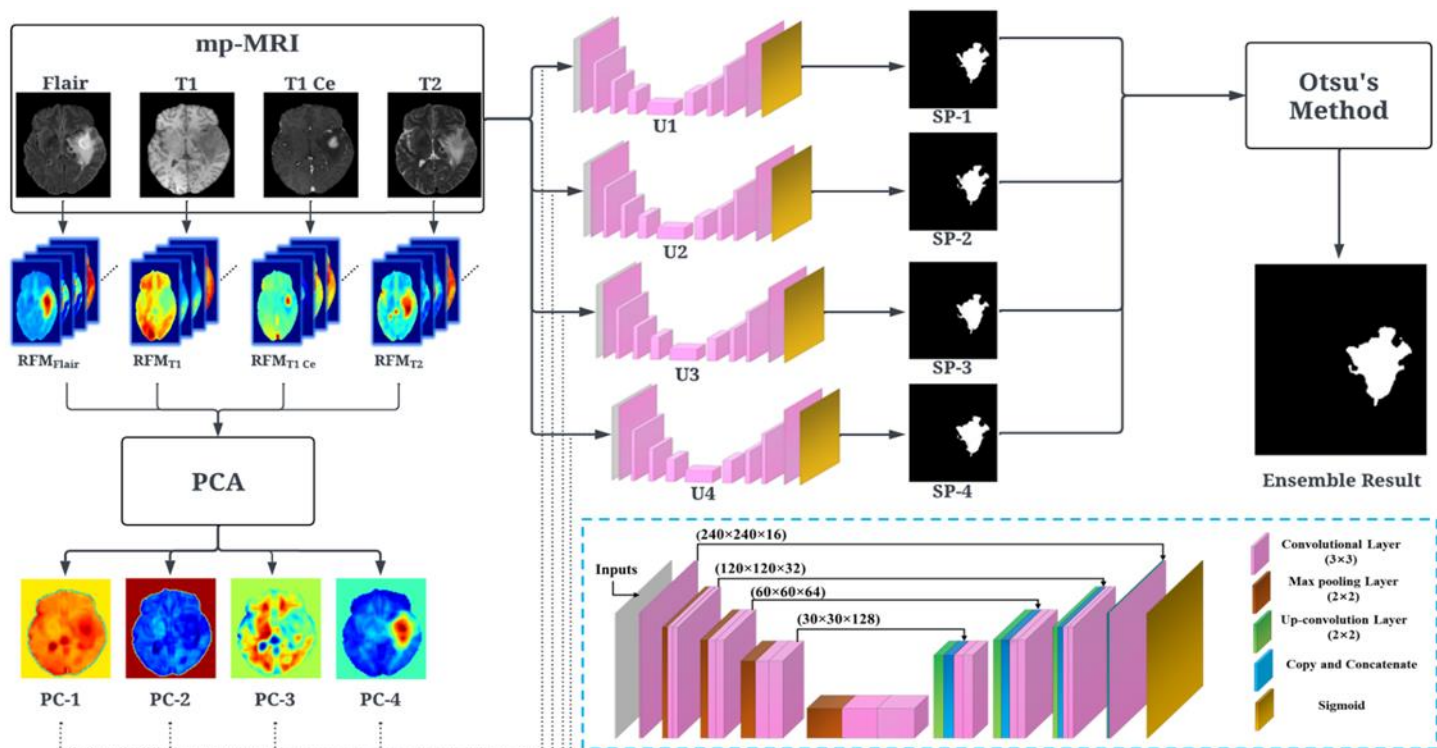 mp-MRI
Flair
T1
T1 Ce
T2
RFMFlair
RFMT1
RFMT1 Ce
RFMT2
PCA
PC-1
PC-2
PC-3
PC-4
U1
U2
U3
U4
SP-1
SP-2
SP-3
SP-4
Otsu's
Method
Ensemble Result
Inputs
(240×240×16)
(120×120×32)
(60×60×64)
(30×30×128)
Convolutional Layer
(3×3)
Max pooling Layer
(2×2)
Up-convolution Layer
(2×2)
Copy and Concatenate
Sigmoid